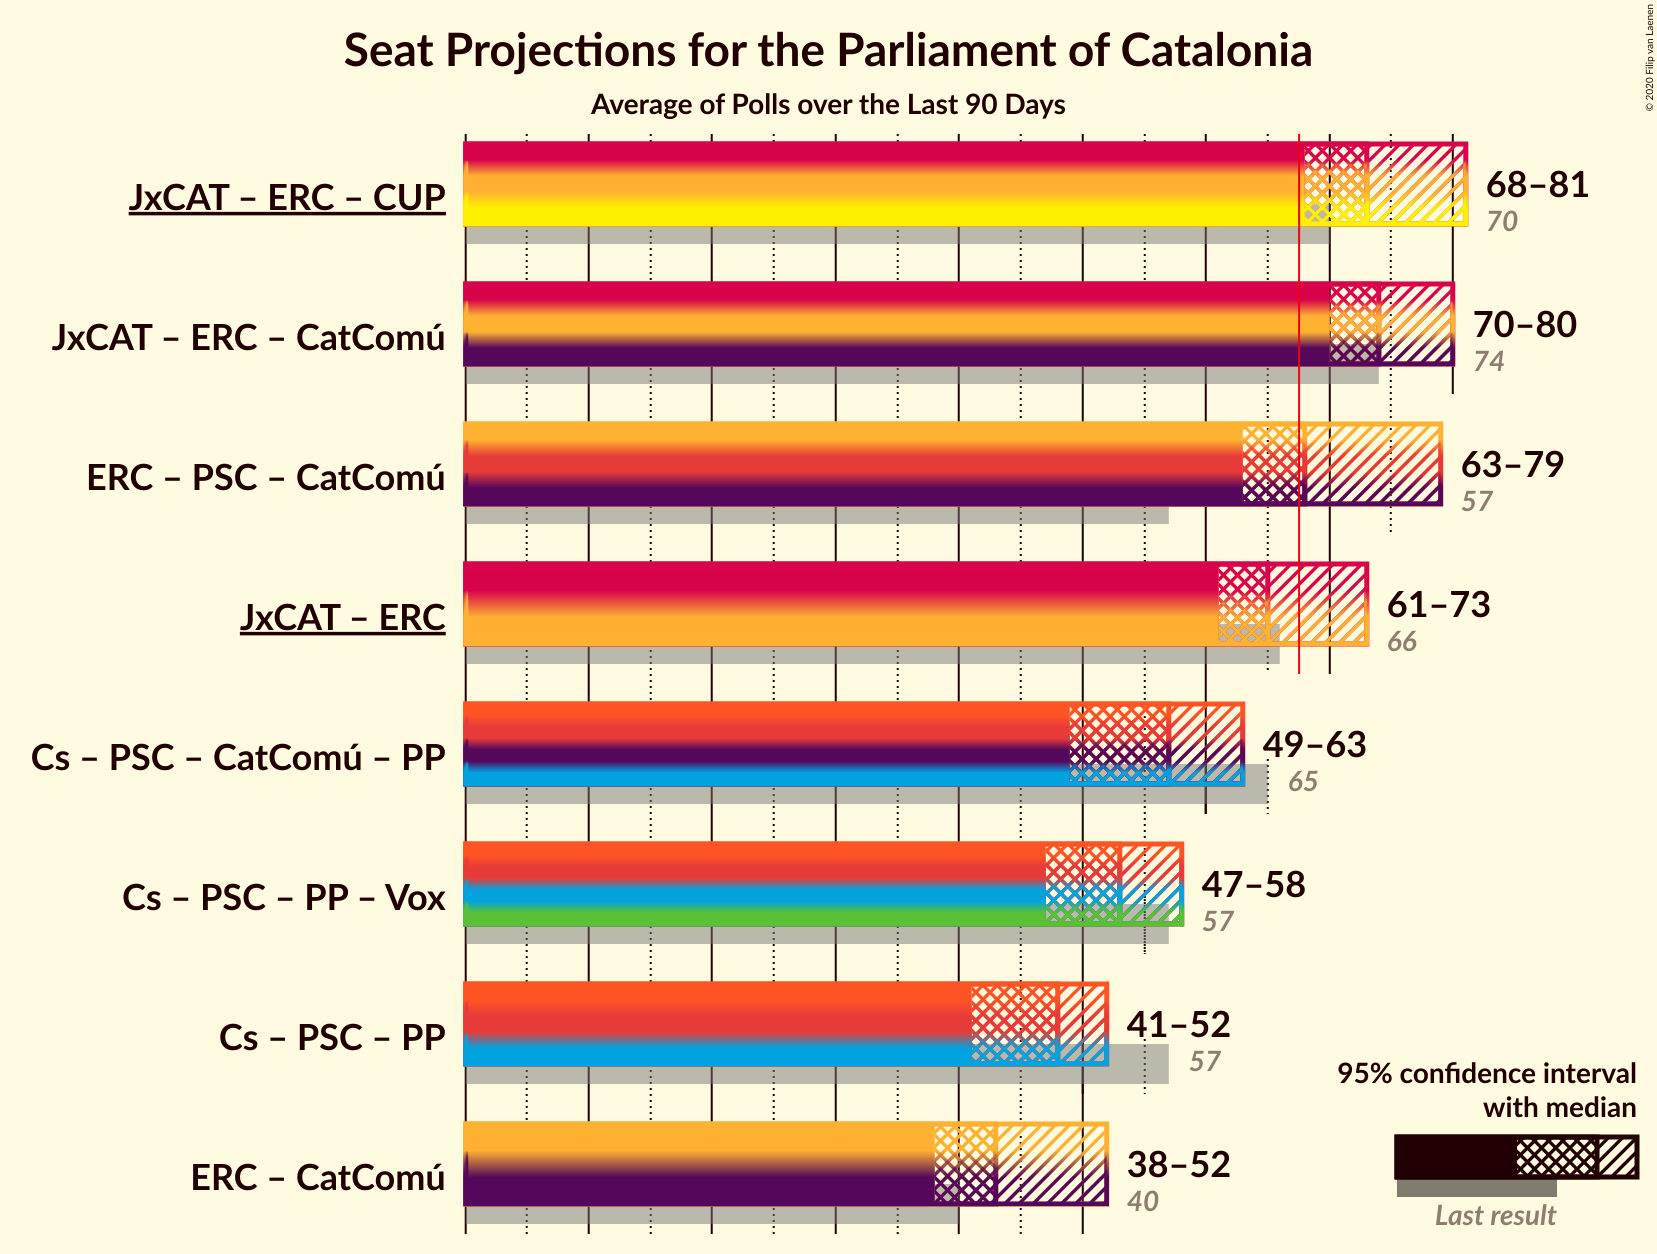 Seat Projections for the Parliament of Catalonia
Average of Polls over the Last 90 Days
© 2020 Filip van Laenen
JxCAT – ERC – CUP
68–81
70
JxCAT – ERC – CatComú
70–80
74
ERC – PSC – CatComú
63–79
57
JxCAT – ERC
61–73
66
Cs – PSC – CatComú – PP
49–63
65
Cs – PSC – PP – Vox
47–58
57
Cs – PSC – PP
41–52
57
ERC – CatComú
38–52
40
95% confidence interval
with median
Last result